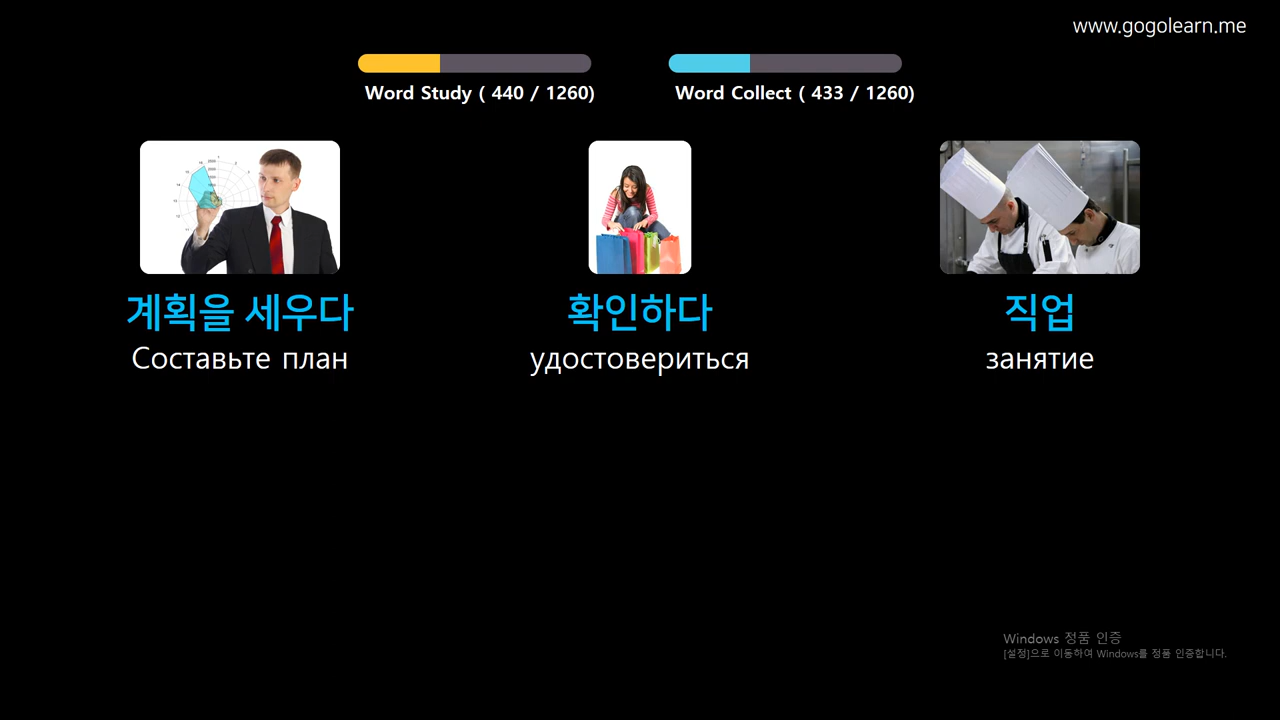 www.gogolearn.me
Word Study ( 440 / 1260)
Word Collect ( 433 / 1260)
계획을 세우다
Составьте план
확인하다
удостовериться
직업
занятие
Windows 정품 인증
[설정]으로 이동하여 Windows를 정품 인증합니다.